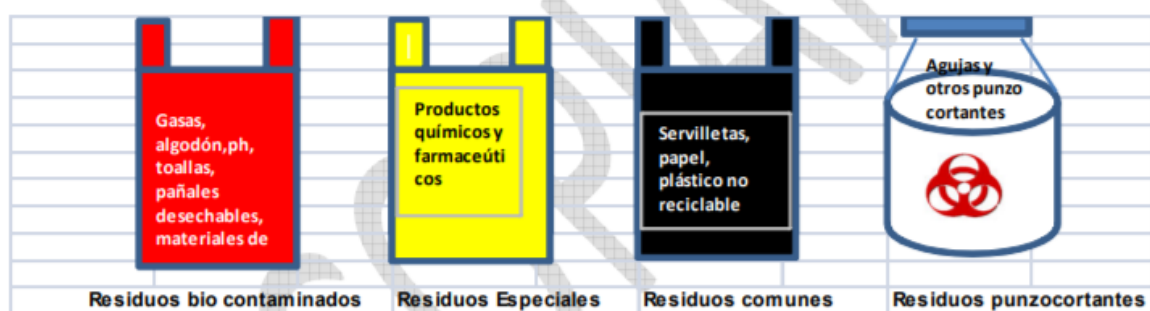 Gasas,
algodón,ph,
toallas,
pañales
desechables,
materiales de
Productos
químicos y
farmaceúti
cos
Servilletas,
papel,
plástico no
reciclable
Agujas y
otros punzo
cortantes
Residuos bio contaminados
Residuos Especiales
Residuos comunes
Residuos punzocortantes